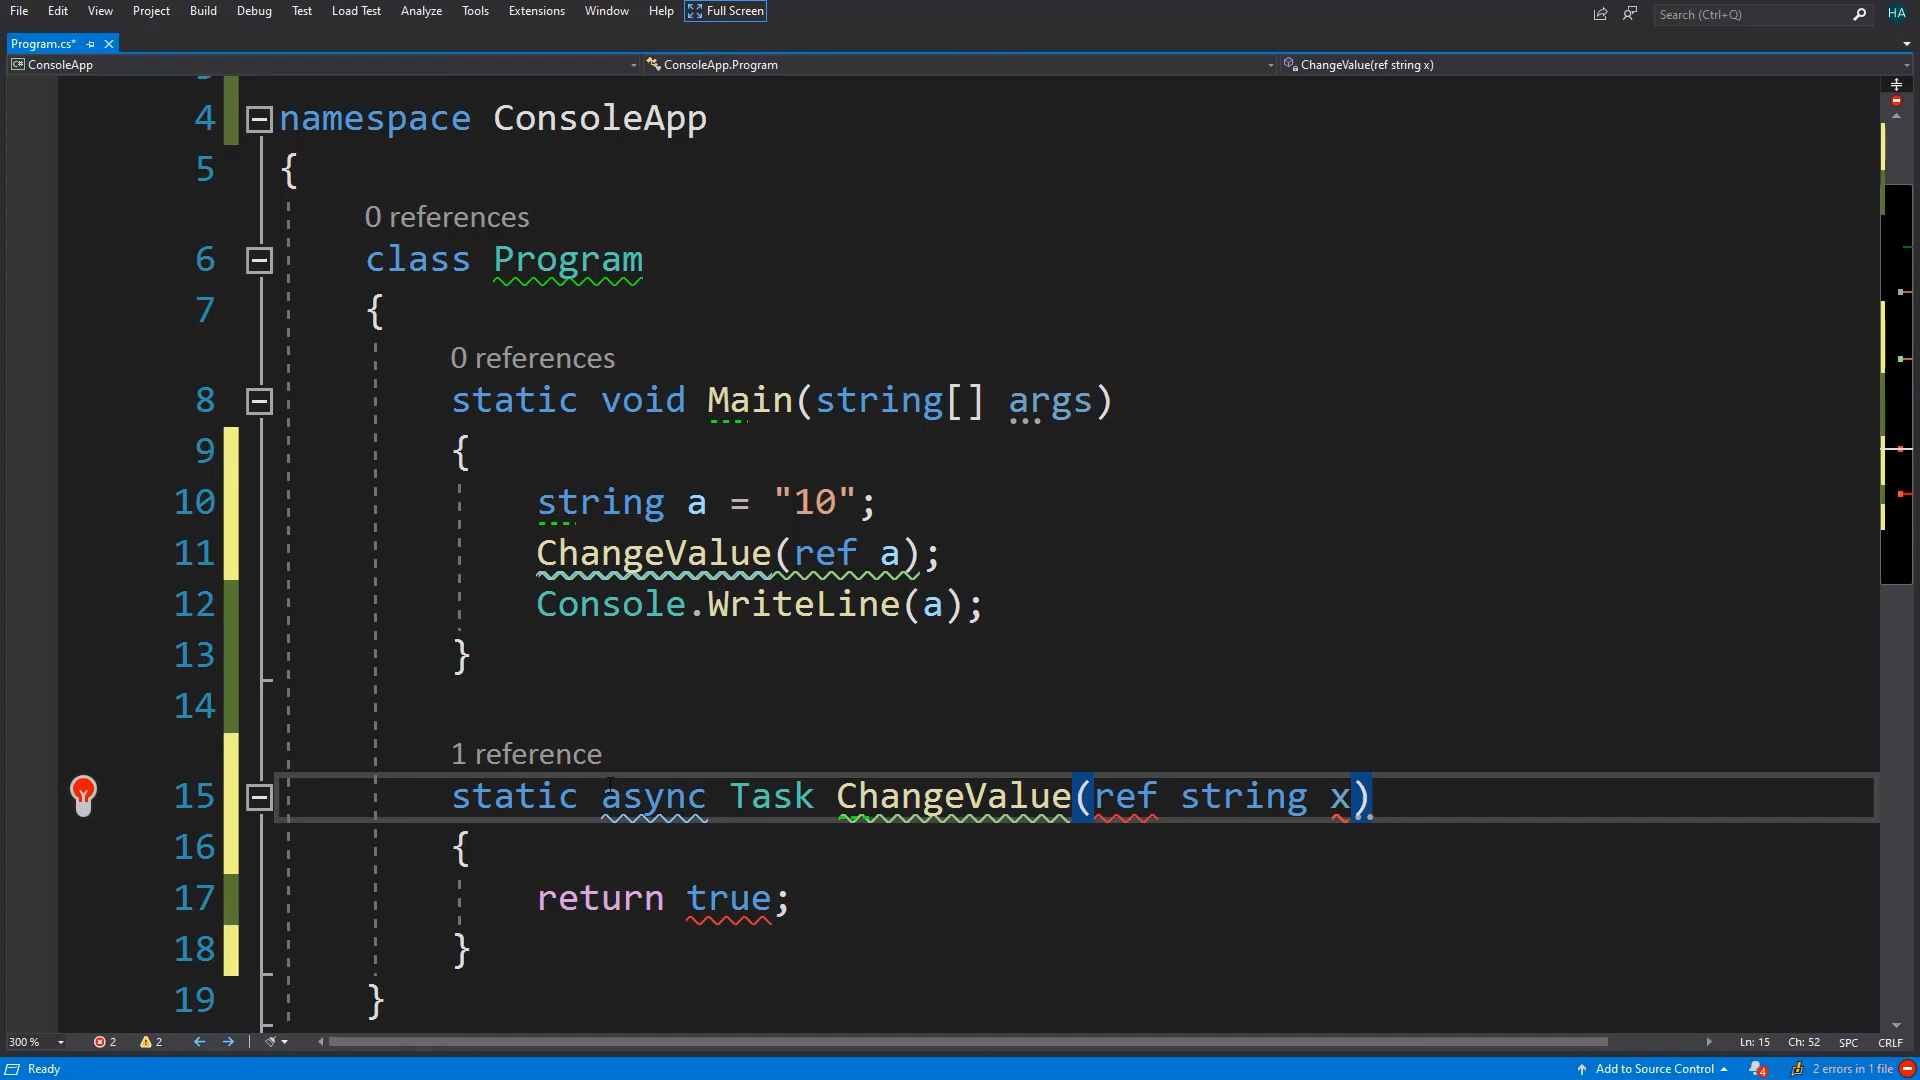 File Edit View Project Build Debug Test Load Test Analyze Tools Extensions Window Help Full Screen Search (Ctrl+Q) HA
Program.cs*
C# ConsoleApp ConsoleApp.Program ChangeValue(ref string x)
4 namespace ConsoleApp
5 {
0 references
6 class Program
7 {
0 references
8 static void Main(string[] args)
9 {
10 string a = "10";
11 ChangeValue(ref a);
12 Console.WriteLine(a);
13 }
14
1 reference
15 static async Task ChangeValue(ref string x)
16 {
17 return true;
18 }
19 }
300 % 2 2 Ln: 15 Ch: 52 SPC CRLF
Ready Add to Source Control 4 2 errors in 1 file